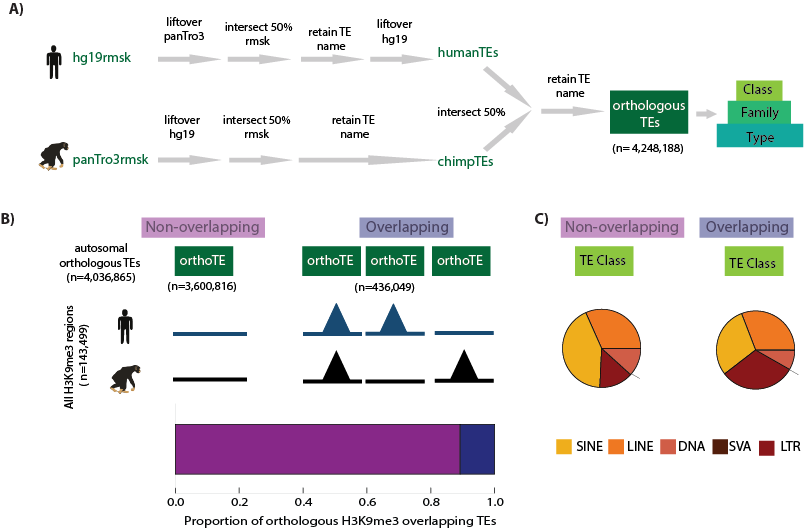 A)
liftover
panTro3
intersect 50%
rmsk
retain TE
name
liftover
hg19
hg19rmsk
humanTEs
retain TE
name
liftover
hg19
intersect 50%
rmsk
retain TE
name
intersect 50%
orthologous
TEs
(n= 4,248,188)
Class
Family
Type
panTro3rmsk
chimpTEs
B)
Non-overlapping
Overlapping
autosomal
orthologous TEs
(n=4,036,865)
orthoTE
orthoTE
orthoTE
orthoTE
(n=3,600,816)
(n=436,049)
All H3K9me3 regions
( n=143,499)
0.0
0.2
0.4
0.6
0.8
1.0
Proportion of orthologous H3K9me3 overlapping TEs
C)
Non-overlapping
Overlapping
TE Class
TE Class
SINE
LINE
DNA
SVA
LTR